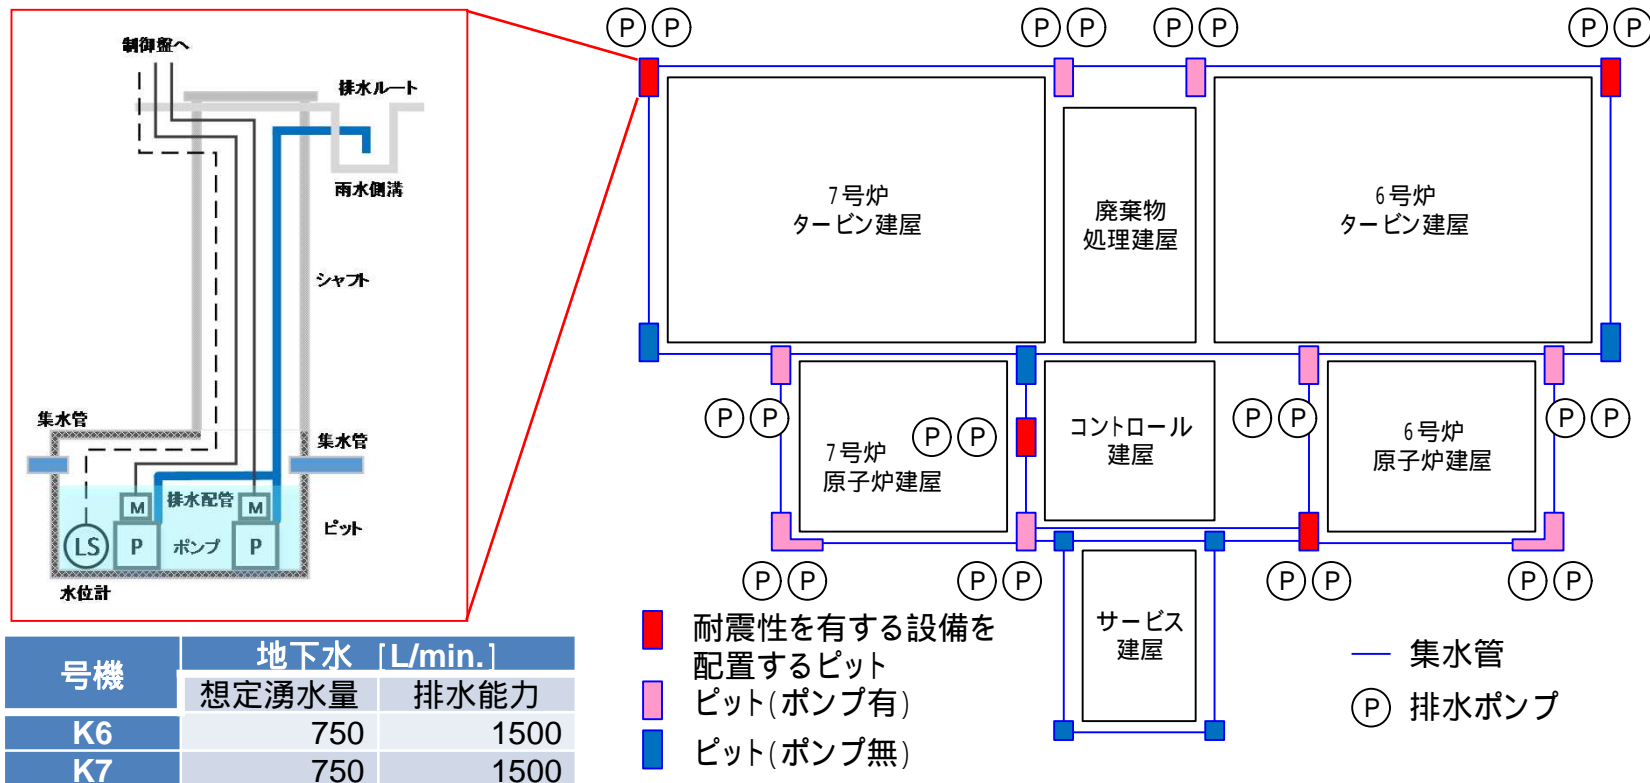 制御盤へ
排水ルート
雨水側溝
シャフト
集水管
集水管
M
排水配管
M
LS
P
ポンプ
P
ピット
水位計
号機
地下水 [L/min.]
想定湧水量
排水能力
K6
750
1500
K7
750
1500
P P
P P
P P
P P
7号炉
タービン建屋
廃棄物
処理建屋
6号炉
タービン建屋
P P
P P
P P
P P
7号炉
原子炉建屋
コントロール
建屋
6号炉
原子炉建屋
P P
P P
P P
P P
サービス
建屋
耐震性を有する設備を
配置するピット
ピット(ポンプ有)
ピット(ポンプ無)
集水管
P 排水ポンプ